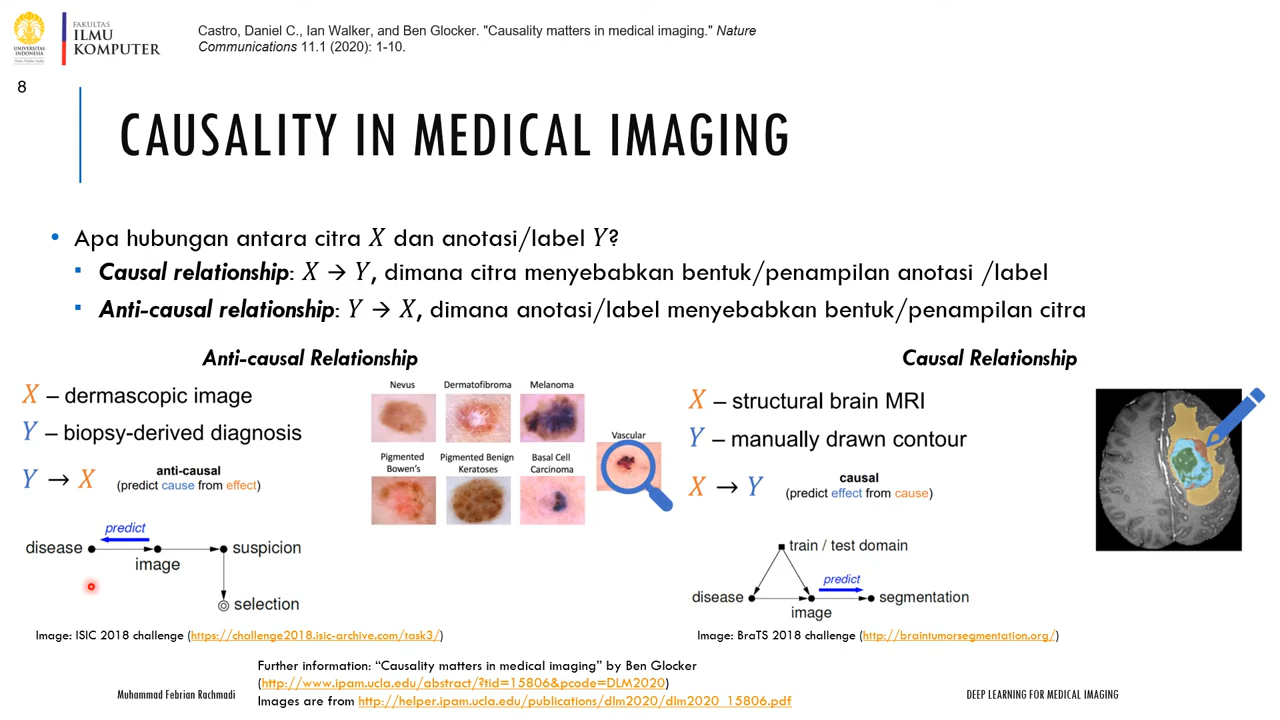 UNIVERSITAS
INDONESIA
FAKULTAS
ILMU
KOMPUTER
Castro, Daniel C., Ian Walker, and Ben Glocker. "Causality matters in medical imaging." Nature
Communications 11.1 (2020): 1-10.
8
CAUSALITY IN MEDICAL IMAGING
• Apa hubungan antara citra X dan anotasi/label Y?
▪ Causal relationship: X → Y, dimana citra menyebabkan bentuk/penampilan anotasi /label
▪ Anti-causal relationship: Y → X, dimana anotasi/label menyebabkan bentuk/penampilan citra
Anti-causal Relationship
X – dermascopic image
Y – biopsy-derived diagnosis
Y → X
anti-causal
(predict cause from effect)
predict
disease
image
suspicion
selection
Nevus
Dermatofibroma
Melanoma
Vascular
Pigmented
Bowen's
Pigmented Benign
Keratoses
Basal Cell
Carcinoma
Image: ISIC 2018 challenge (https://challenge2018.isic-archive.com/task3/)
Causal Relationship
X – structural brain MRI
Y – manually drawn contour
X → Y
causal
(predict effect from cause)
train / test domain
predict
disease
image
segmentation
Image: BraTS 2018 challenge (http://braintumorsegmentation.org/)
Further information: “Causality matters in medical imaging” by Ben Glocker
(http://www.ipam.ucla.edu/abstract/?tid=15806&pcode=DLM2020)
Images are from http://helper.ipam.ucla.edu/publications/dlm2020/dlm2020_15806.pdf
Muhammad Febrian Rachmadi
DEEP LEARNING FOR MEDICAL IMAGING